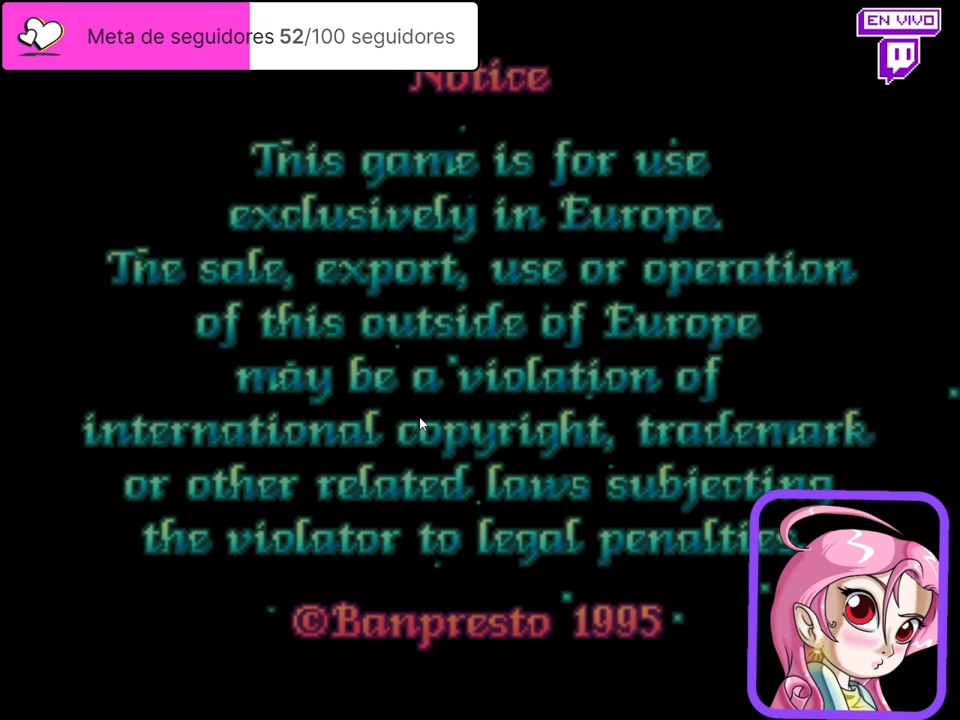 Meta de seguidores 52/100 seguidores
EN VIVO
Notice
This game is for use
exclusively in Europe.
The sale, export, use or operation
of this outside of Europe
may be a violation of
international copyright, trademark
or other related laws subjecting
the violator to legal penalties.
©Banpresto 1995